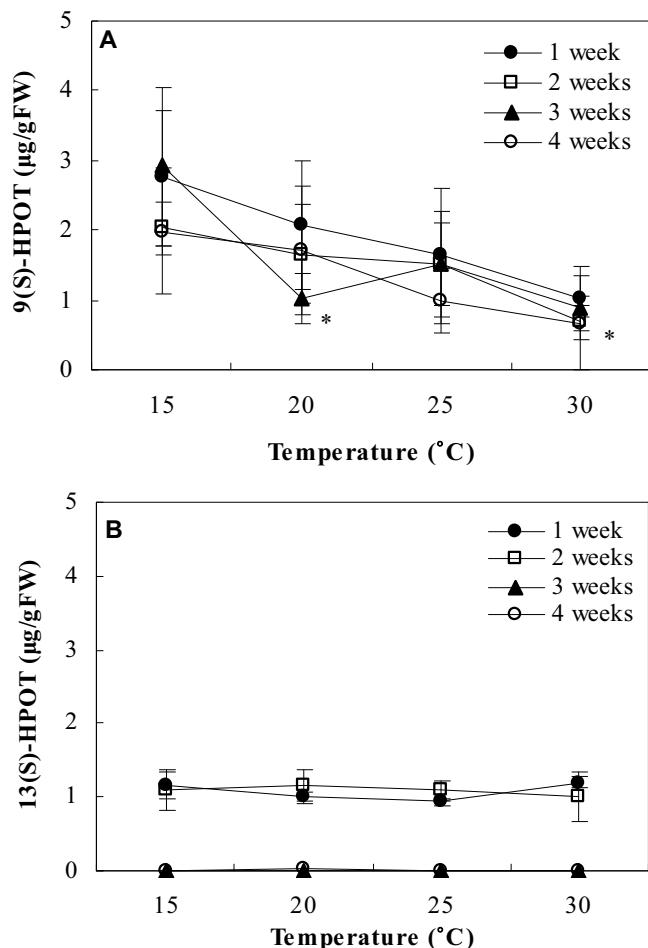 A
5
4
3
2
1
0
9(S)-HPOT (µg/gFW)
1 week
2 weeks
3 weeks
4 weeks
*
*
15 20 25 30
Temperature (˚C)
B
5
4
3
2
1
0
13(S)-HPOT (µg/gFW)
1 week
2 weeks
3 weeks
4 weeks
15 20 25 30
Temperature (˚C)